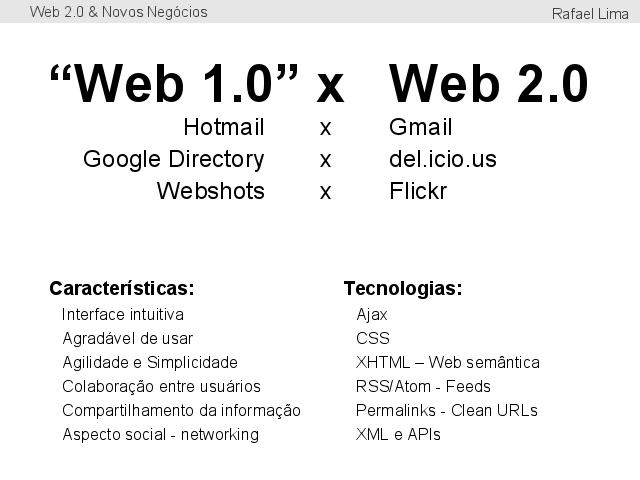 Web 2.0 & Novos Negócios
Rafael Lima
“Web 1.0” x Web 2.0
Hotmail x Gmail
Google Directory x del.icio.us
Webshots x Flickr
Características:
Interface intuitiva
Agradável de usar
Agilidade e Simplicidade
Colaboração entre usuários
Compartilhamento da informação
Aspecto social - networking
Tecnologias:
Ajax
CSS
XHTML – Web semântica
RSS/Atom - Feeds
Permalinks - Clean URLs
XML e APIs